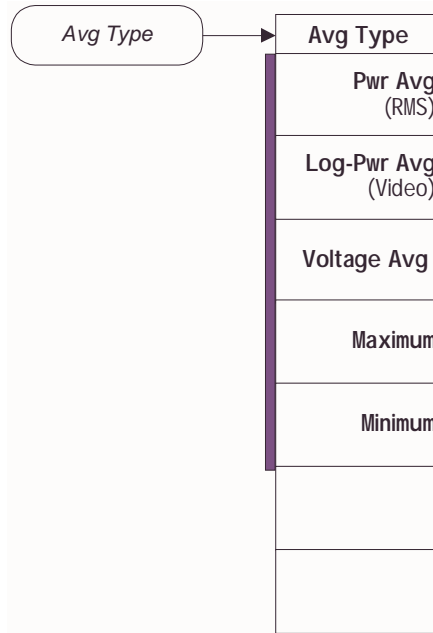 Avg Type
Avg Type
Pwr Avg
(RMS)
Log-Pwr Avg
(Video)
Voltage Avg
Maximum
Minimum